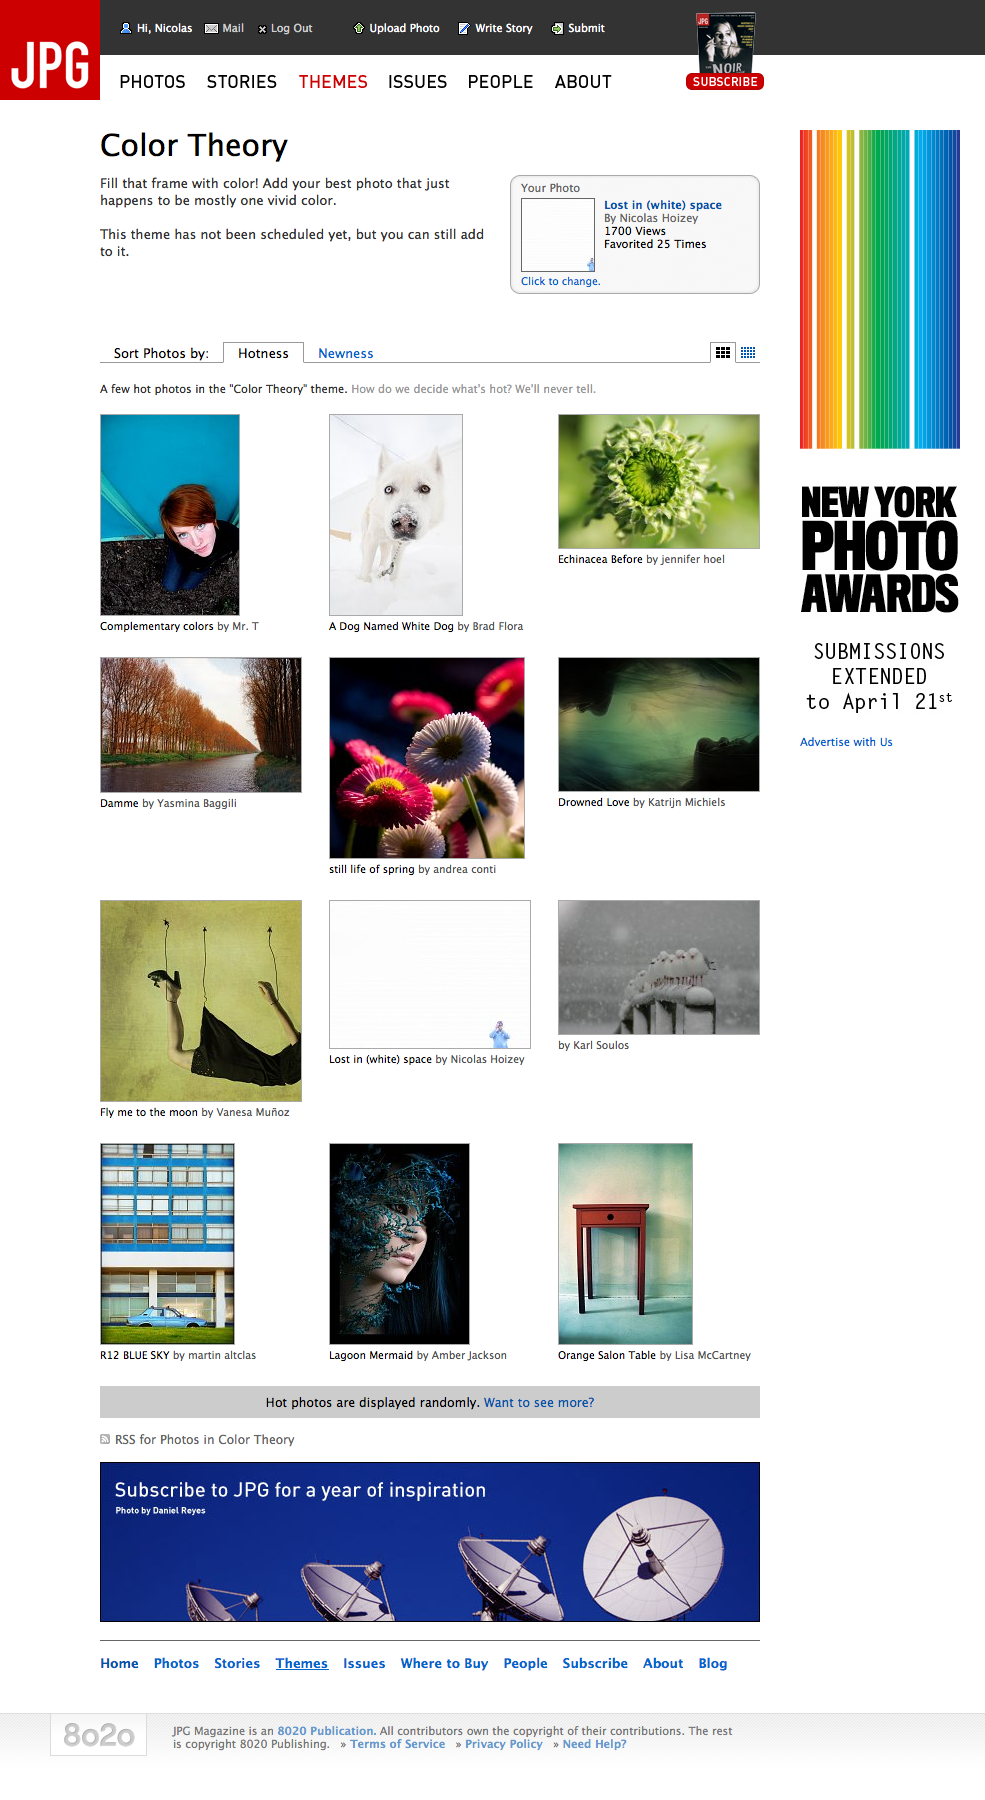 JPG
Hi, Nicolas Mail Log Out Upload Photo Write Story Submit
JPG
NOIR
SUBSCRIBE
PHOTOS STORIES THEMES ISSUES PEOPLE ABOUT
Color Theory
Fill that frame with color! Add your best photo that just
happens to be mostly one vivid color.
This theme has not been scheduled yet, but you can still add
to it.
Your Photo
Lost in (white) space
By Nicolas Hoizey
1700 Views
Favorited 25 Times
Click to change.
Sort Photos by: Hotness Newness
A few hot photos in the "Color Theory" theme. How do we decide what's hot? We'll never tell.
Complementary colors by Mr. T
A Dog Named White Dog by Brad Flora
Echinacea Before by jennifer hoel
Damme by Yasmina Baggili
still life of spring by andrea conti
Drowned Love by Katrijn Michiels
Fly me to the moon by Vanesa Muñoz
Lost in (white) space by Nicolas Hoizey
by Karl Soulos
R12 BLUE SKY by martin altclas
Lagoon Mermaid by Amber Jackson
Orange Salon Table by Lisa McCartney
Hot photos are displayed randomly. Want to see more?
RSS for Photos in Color Theory
Subscribe to JPG for a year of inspiration
Photo by Daniel Reyes
Home Photos Stories Themes Issues Where to Buy People Subscribe About Blog
8020
JPG Magazine is an 8020 Publication. All contributors own the copyright of their contributions. The rest
is copyright 8020 Publishing. » Terms of Service » Privacy Policy » Need Help?
NEW YORK
PHOTO
AWARDS
SUBMISSIONS
EXTENDED
to April 21st
Advertise with Us